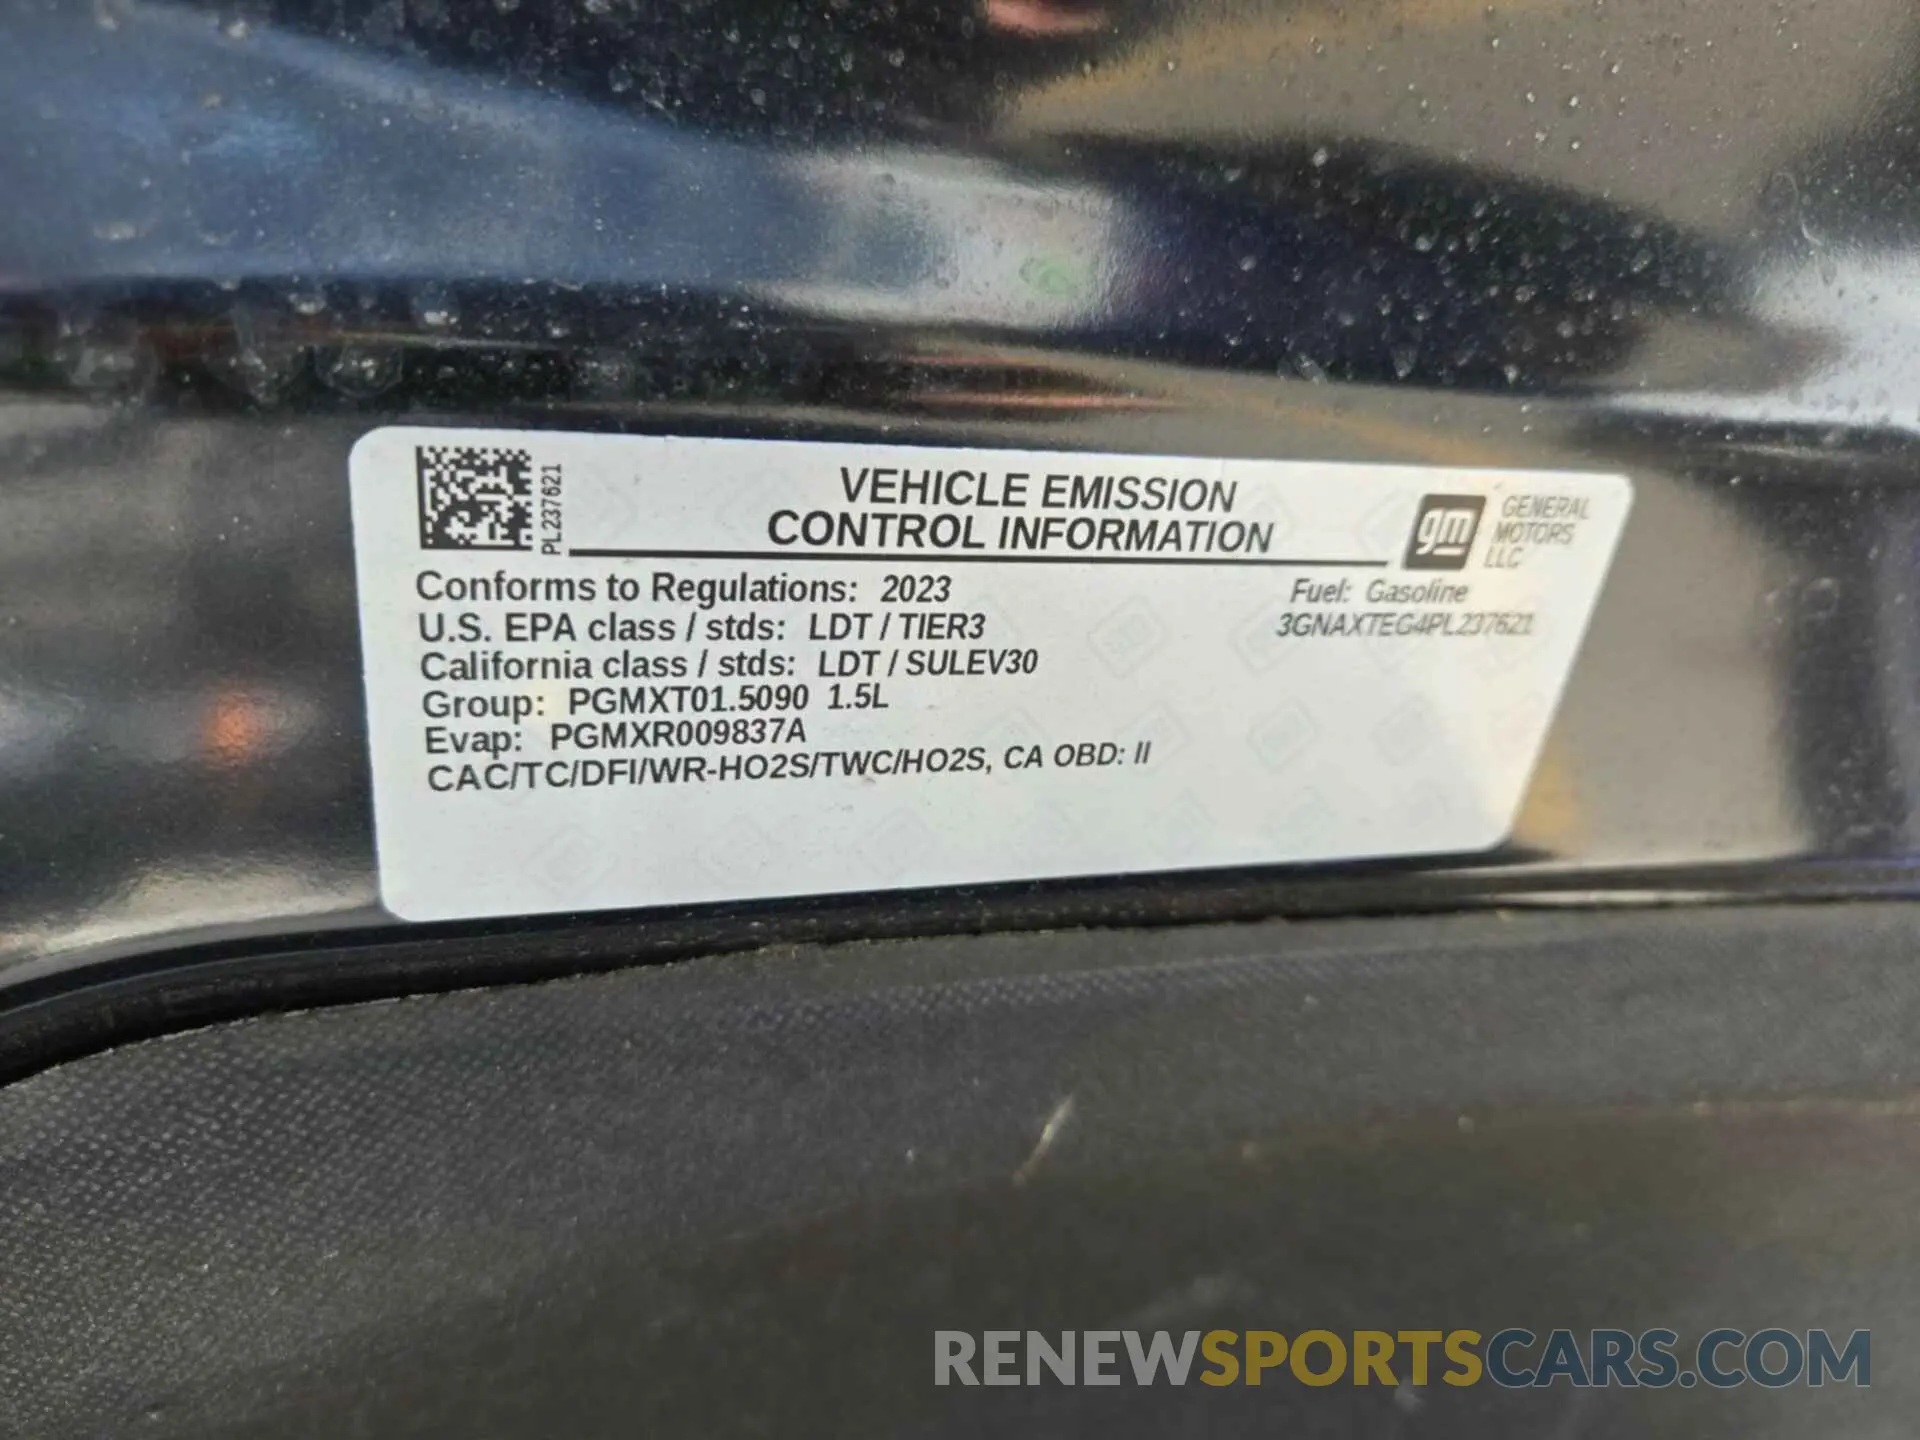 PL237621
VEHICLE EMISSION
CONTROL INFORMATION
gm
GENERAL
MOTORS
LLC
Conforms to Regulations: 2023
Fuel: Gasoline
U.S. EPA class / stds: LDT / TIER3
3GNAXTEG4PL237621
California class / stds: LDT / SULEV30
Group: PGMXT01.5090 1.5L
Evap: PGMXR009837A
CAC/TC/DFI/WR-HO2S/TWC/HO2S, CA OBD: II
RENEWSPORTSCARS.COM